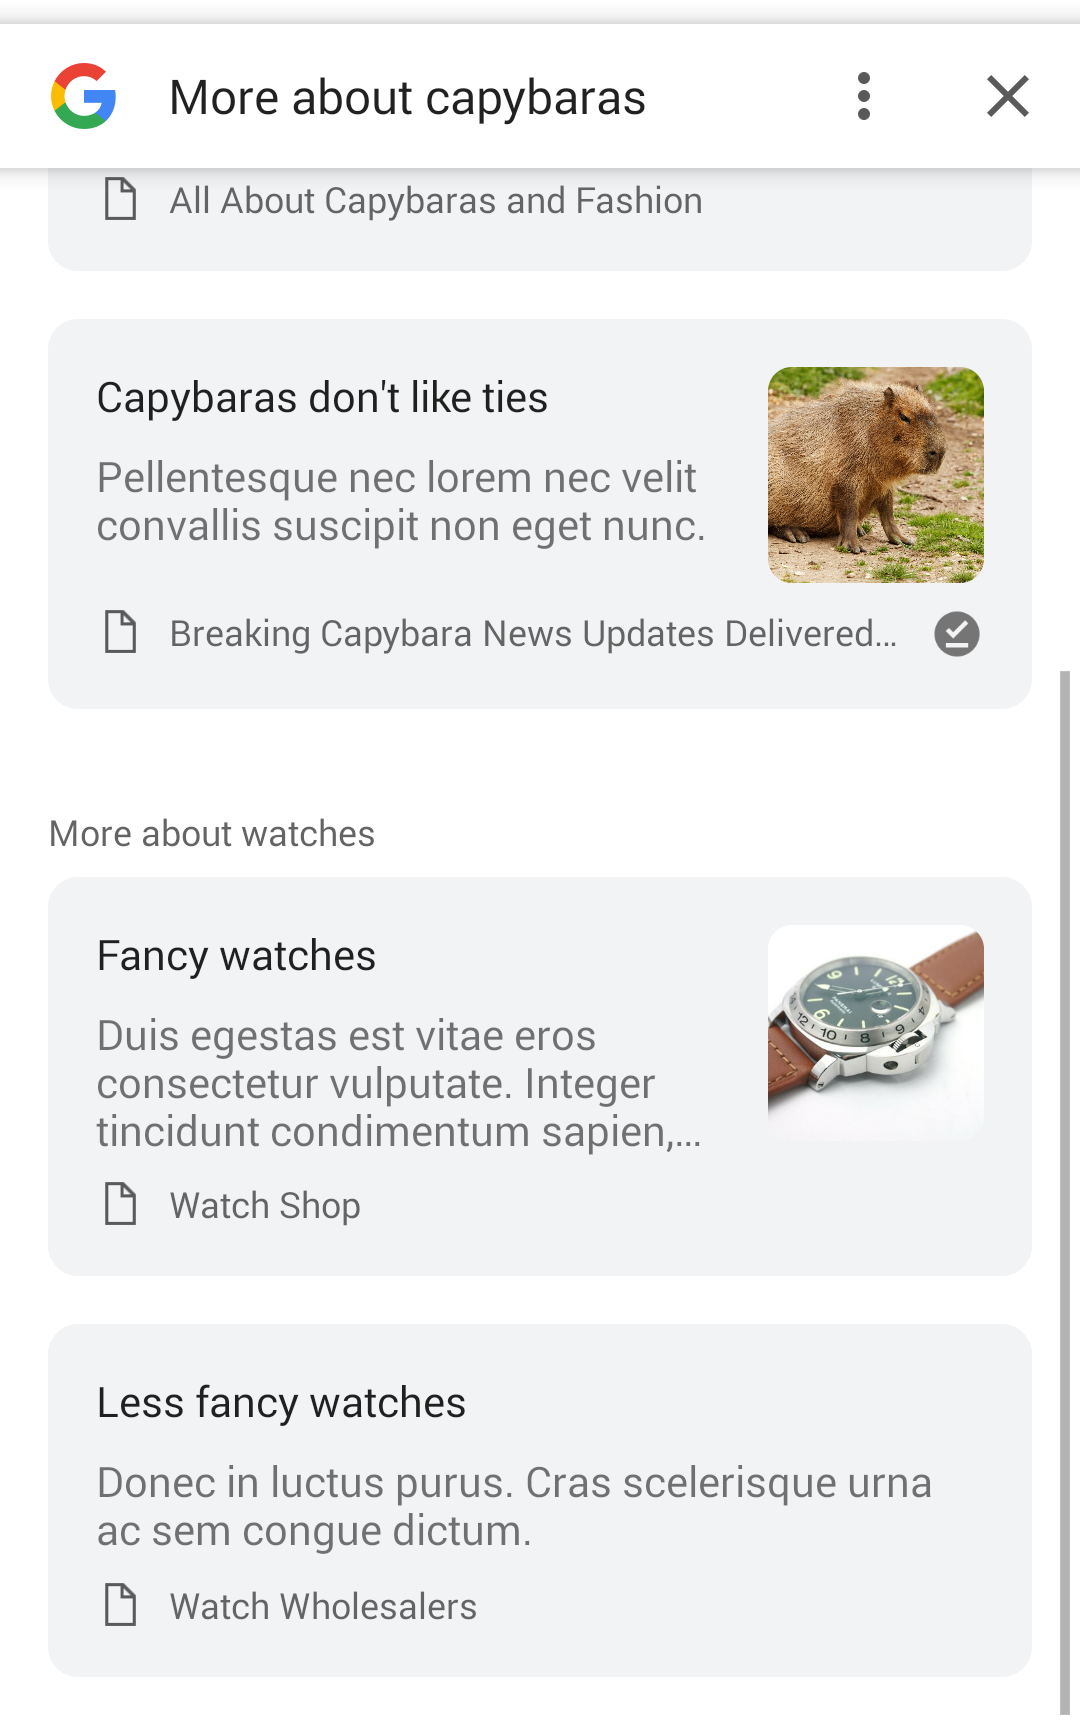 More about capybaras
All About Capybaras and Fashion
Capybaras don't like ties
Pellentesque nec lorem nec velit
convallis suscipit non eget nunc.
Breaking Capybara News Updates Delivered...
More about watches
Fancy watches
Duis egestas est vitae eros
consectetur vulputate. Integer
tincidunt condimentum sapien,...
Watch Shop
Less fancy watches
Donec in luctus purus. Cras scelerisque urna
ac sem congue dictum.
Watch Wholesalers